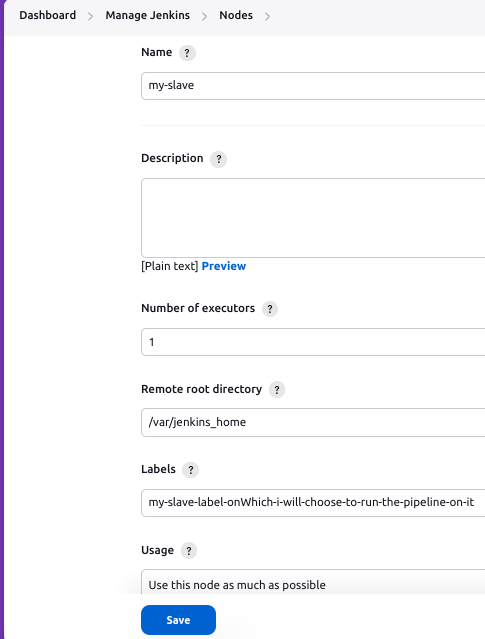 Dashboard > Manage Jenkins > Nodes >
Name ?
my-slave
Description ?
[Plain text] Preview
Number of executors ?
1
Remote root directory ?
/var/jenkins_home
Labels ?
my-slave-label-onWhich-i-will-choose-to-run-the-pipeline-on-it
Usage ?
Use this node as much as possible
Save